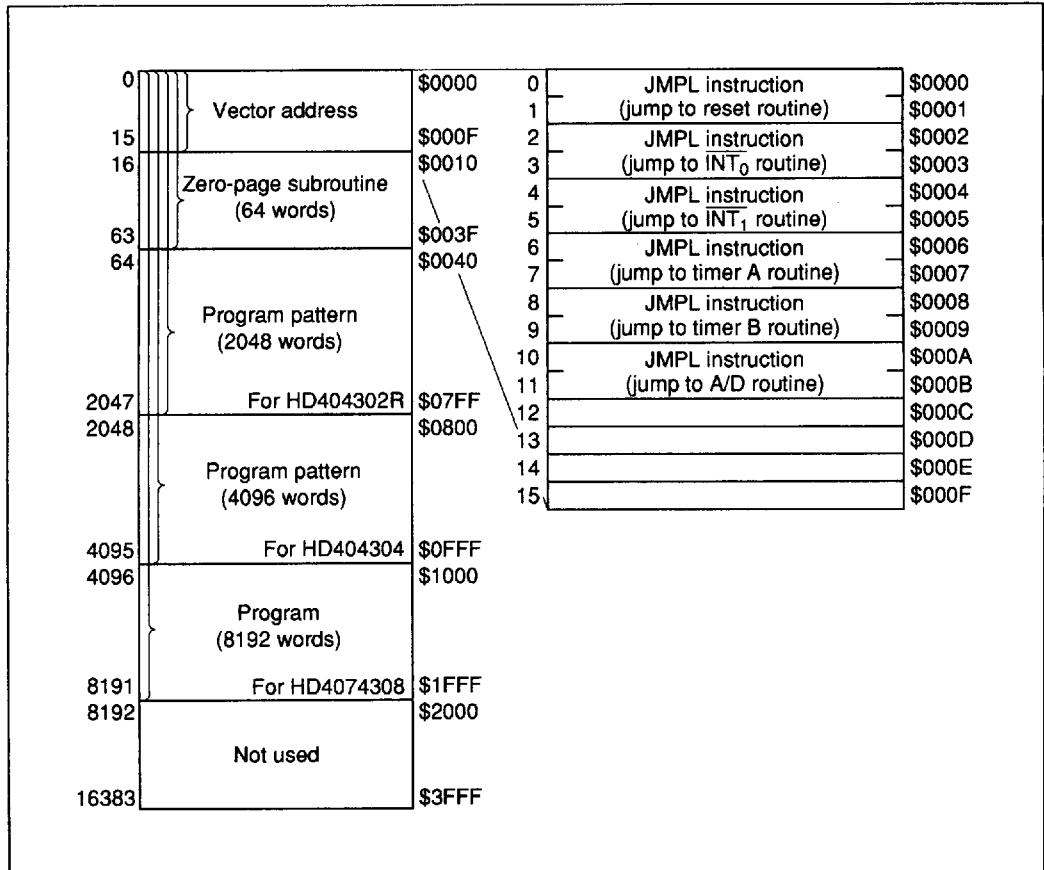 0 $0000
Vector address
15 $000F
16 $0010
Zero-page subroutine
(64 words)
63 $003F
64 $0040
Program pattern
(2048 words)
2047 For HD404302R $07FF
2048 $0800
Program pattern
(4096 words)
4095 For HD404304 $0FFF
4096 $1000
Program
(8192 words)
8191 For HD4074308 $1FFF
8192 $2000
Not used
16383 $3FFF
0 JMPL instruction $0000
1 (jump to reset routine) $0001
2 JMPL instruction $0002
3 (jump to INT0 routine) $0003
4 JMPL instruction $0004
5 (jump to INT1 routine) $0005
6 JMPL instruction $0006
7 (jump to timer A routine) $0007
8 JMPL instruction $0008
9 (jump to timer B routine) $0009
10 JMPL instruction $000A
11 (jump to A/D routine) $000B
12 $000C
13 $000D
14 $000E
15 $000F